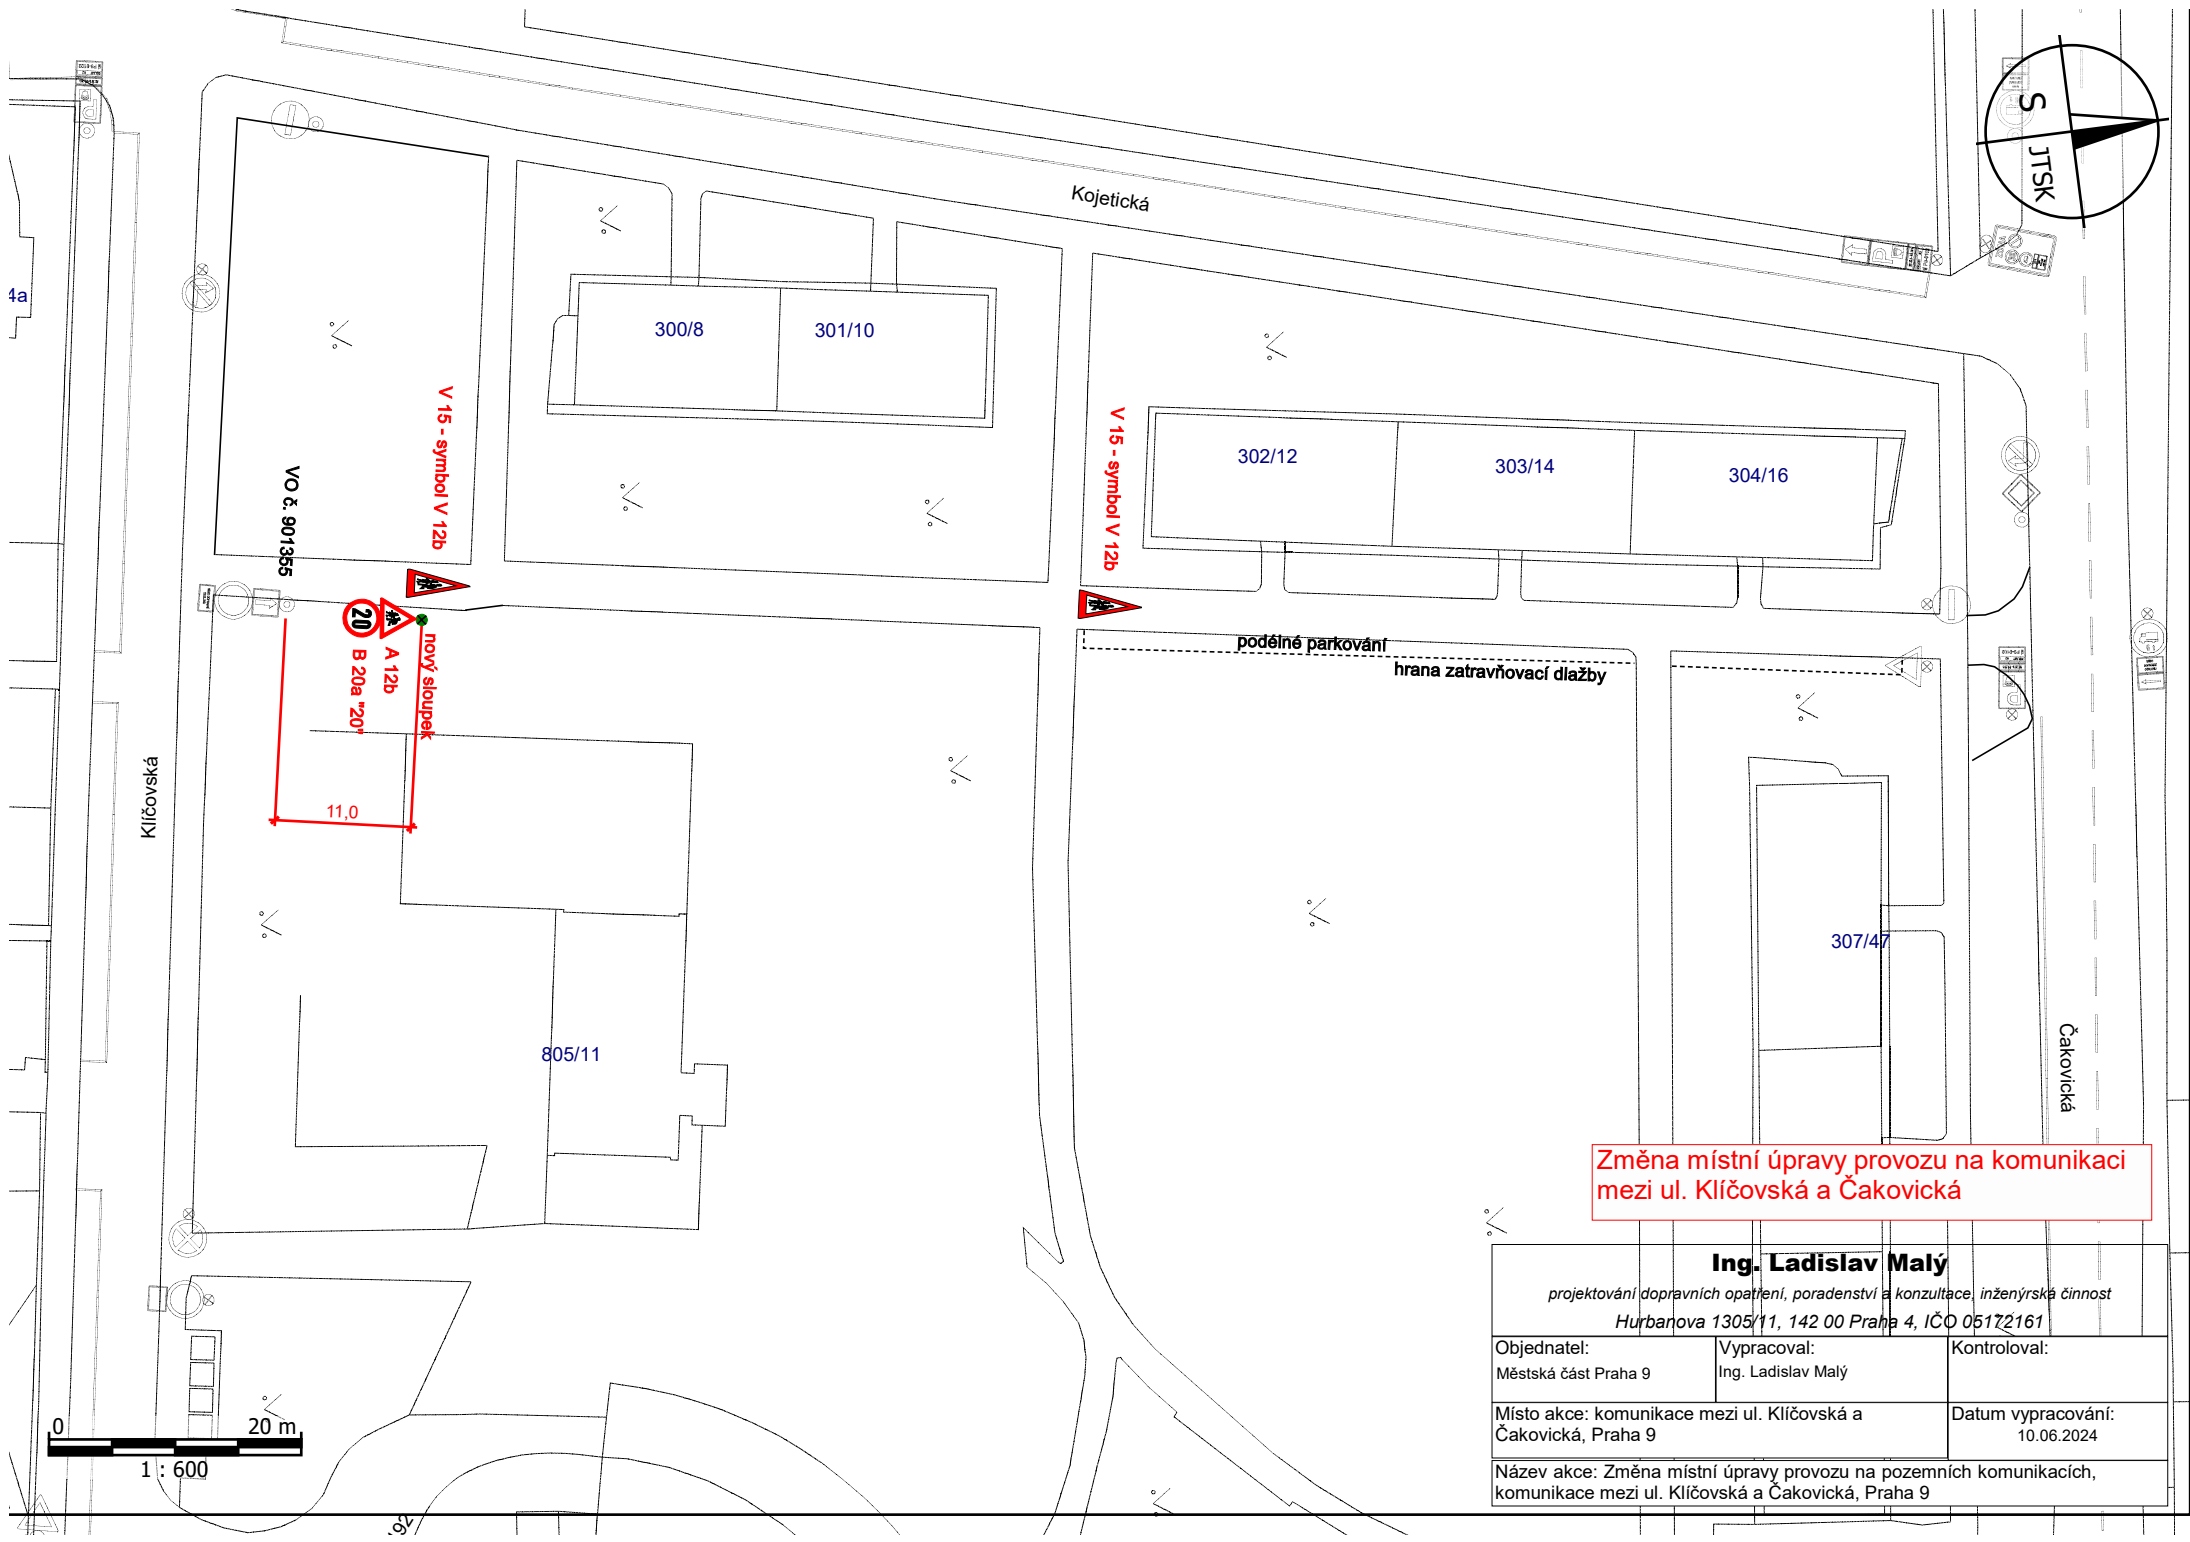 Kojetická
S
JTSK
4a
300/8
301/10
302/12
303/14
304/16
V 15 - symbol V 12b
V 15 - symbol V 12b
VO č. 901355
20
A 12b
B 20a "20"
nový sloupek
podélné parkování
hrana zatravňovací dlažby
11,0
Klíčovská
805/11
307/47
Čakovická
Změna místní úpravy provozu na komunikaci
mezi ul. Klíčovská a Čakovická
Ing. Ladislav Malý
projektování dopravních opatření, poradenství a konzultace, inženýrská činnost
Hurbanova 1305/11, 142 00 Praha 4, IČO 05172161
Objednatel:
Městská část Praha 9
Vypracoval:
Ing. Ladislav Malý
Kontroloval:
Místo akce: komunikace mezi ul. Klíčovská a
Čakovická, Praha 9
Datum vypracování:
10.06.2024
Název akce: Změna místní úpravy provozu na pozemních komunikacích,
komunikace mezi ul. Klíčovská a Čakovická, Praha 9
0 20 m
1 : 600